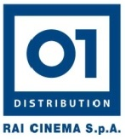 01
DISTRIBUTION
RAI CINEMA S.p.A.